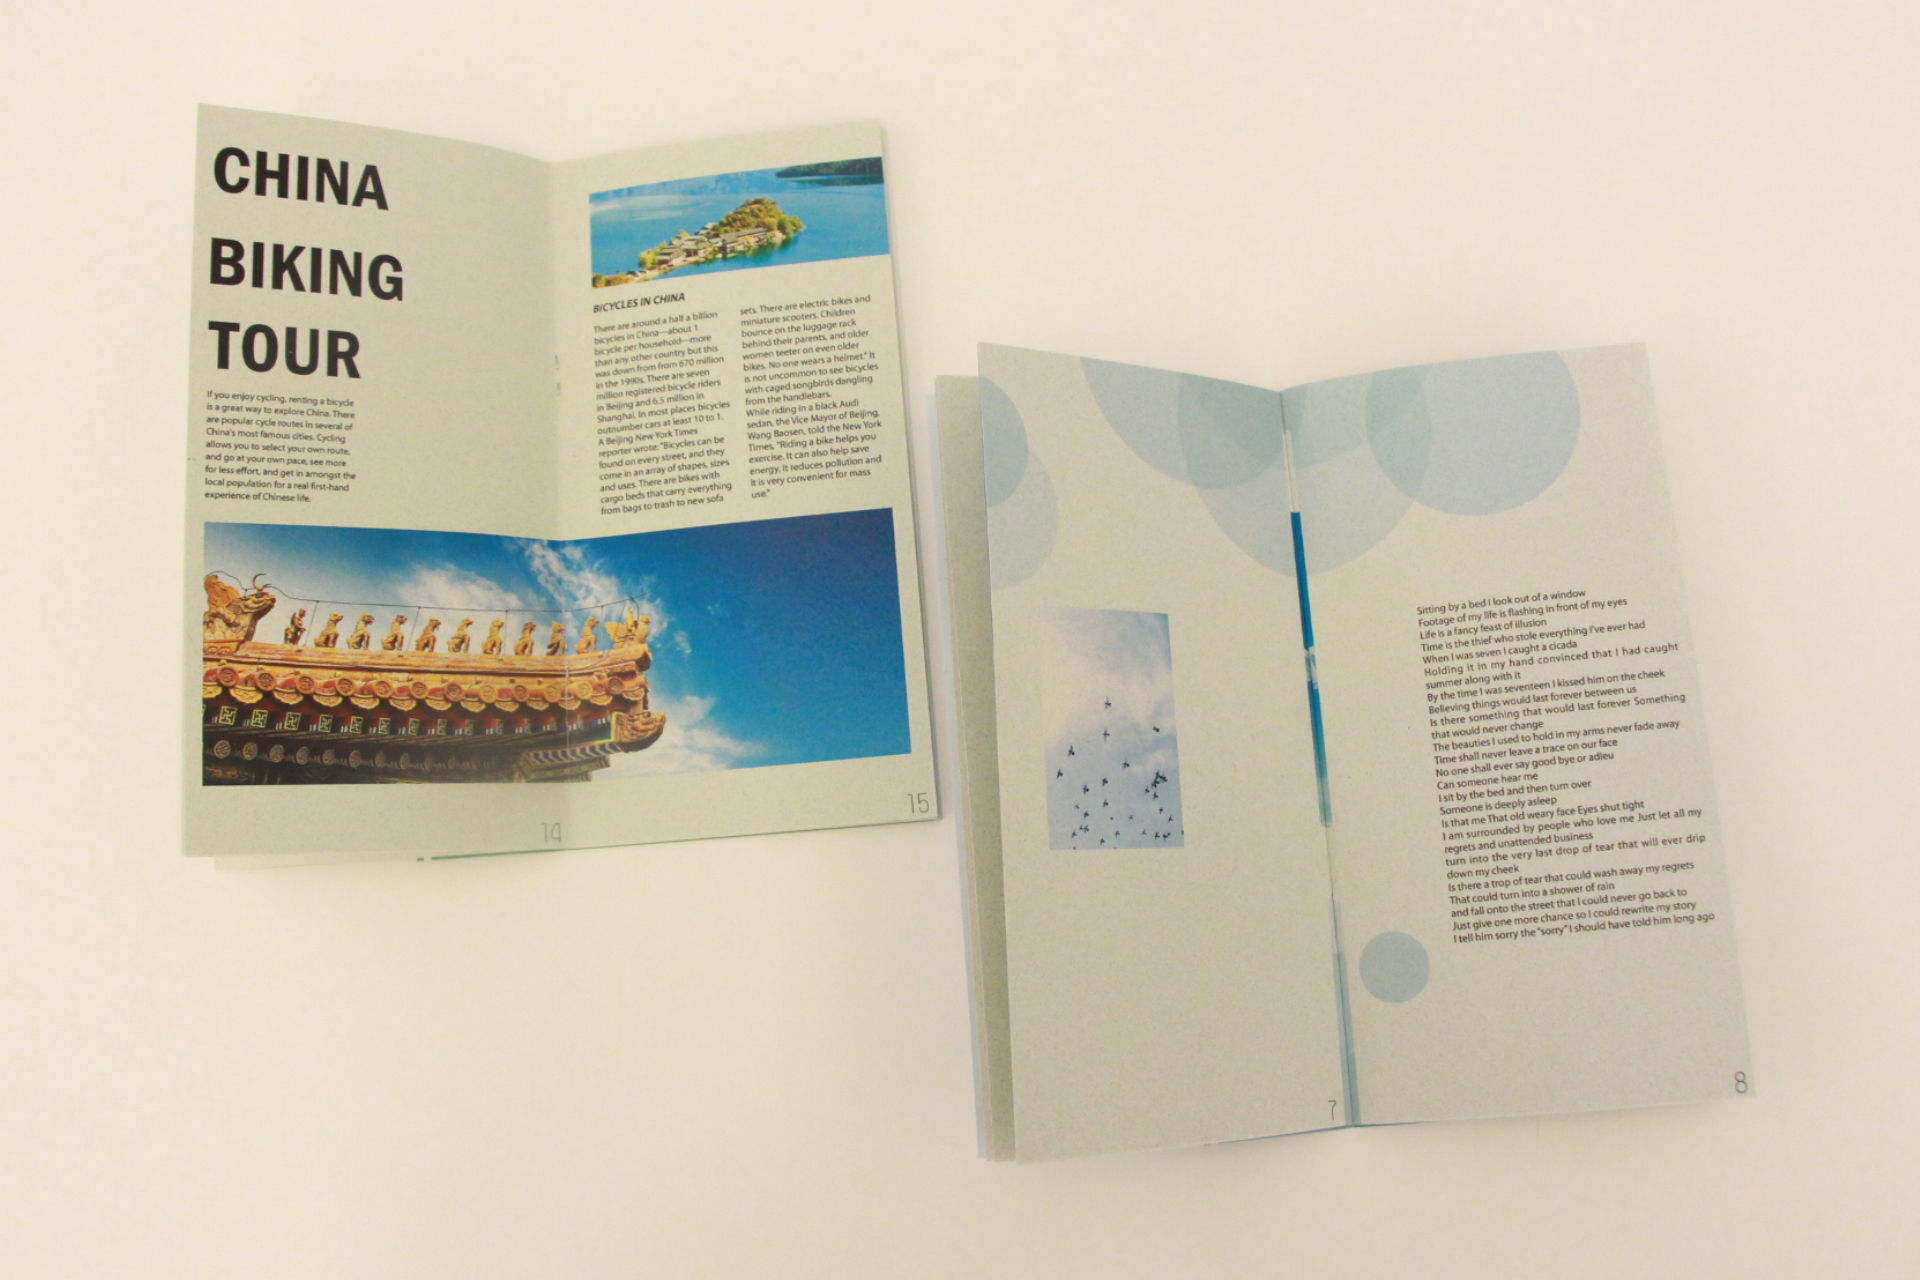 CHINA
BIKING
TOUR
If you enjoy cycling, renting a bicycle
is a great way to explore China. There
are popular cycle routes in several of
China's most famous cities. Cycling
allows you to select your own route,
and go at your own pace, see more
for less effort, and get in amongst the
local population for a real first-hand
experience of Chinese life.
14
BICYCLES IN CHINA
There are around a half a billion
bicycles in China—about 1
bicycle per household—more
than any other country but this
was down from from 670 million
in the 1990s. There are seven
million registered bicycle riders
in Beijing and 6.5 million in
Shanghai. In most places bicycles
outnumber cars at least 10 to 1.
A Beijing New York Times
reporter wrote: "Bicycles can be
found on every street, and they
come in an array of shapes, sizes
and uses. There are bikes with
cargo beds that carry everything
from bags to trash to new sofa
sets. There are electric bikes and
miniature scooters. Children
bounce on the luggage rack
behind their parents, and older
women teeter on even older
bikes. No one wears a helmet." It
is not uncommon to see bicycles
with caged songbirds dangling
from the handlebars.
While riding in a black Audi
sedan, the Vice Mayor of Beijing,
Wang Baosen, told the New York
Times, "Riding a bike helps you
exercise. It can also help save
energy. It reduces pollution and
it is very convenient for mass
use."
15
7
Sitting by a bed I look out of a window
Footage of my life is flashing in front of my eyes
Life is a fancy feast of illusion
Time is the thief who stole everything I've ever had
When I was seven I caught a cicada
Holding it in my hand convinced that I had caught
summer along with it
By the time I was seventeen I kissed him on the cheek
Believing things would last forever between us
Is there something that would last forever Something
that would never change
The beauties I used to hold in my arms never fade away
Time shall never leave a trace on our face
No one shall ever say good bye or adieu
Can someone hear me
I sit by the bed and then turn over
Someone is deeply asleep
Is that me That old weary face Eyes shut tight
I am surrounded by people who love me Just let all my
regrets and unattended business
turn into the very last drop of tear that will ever drip
down my cheek
Is there a trop of tear that could wash away my regrets
That could turn into a shower of rain
and fall onto the street that I could never go back to
Just give one more chance so I could rewrite my story
I tell him sorry the "sorry" I should have told him long ago
8